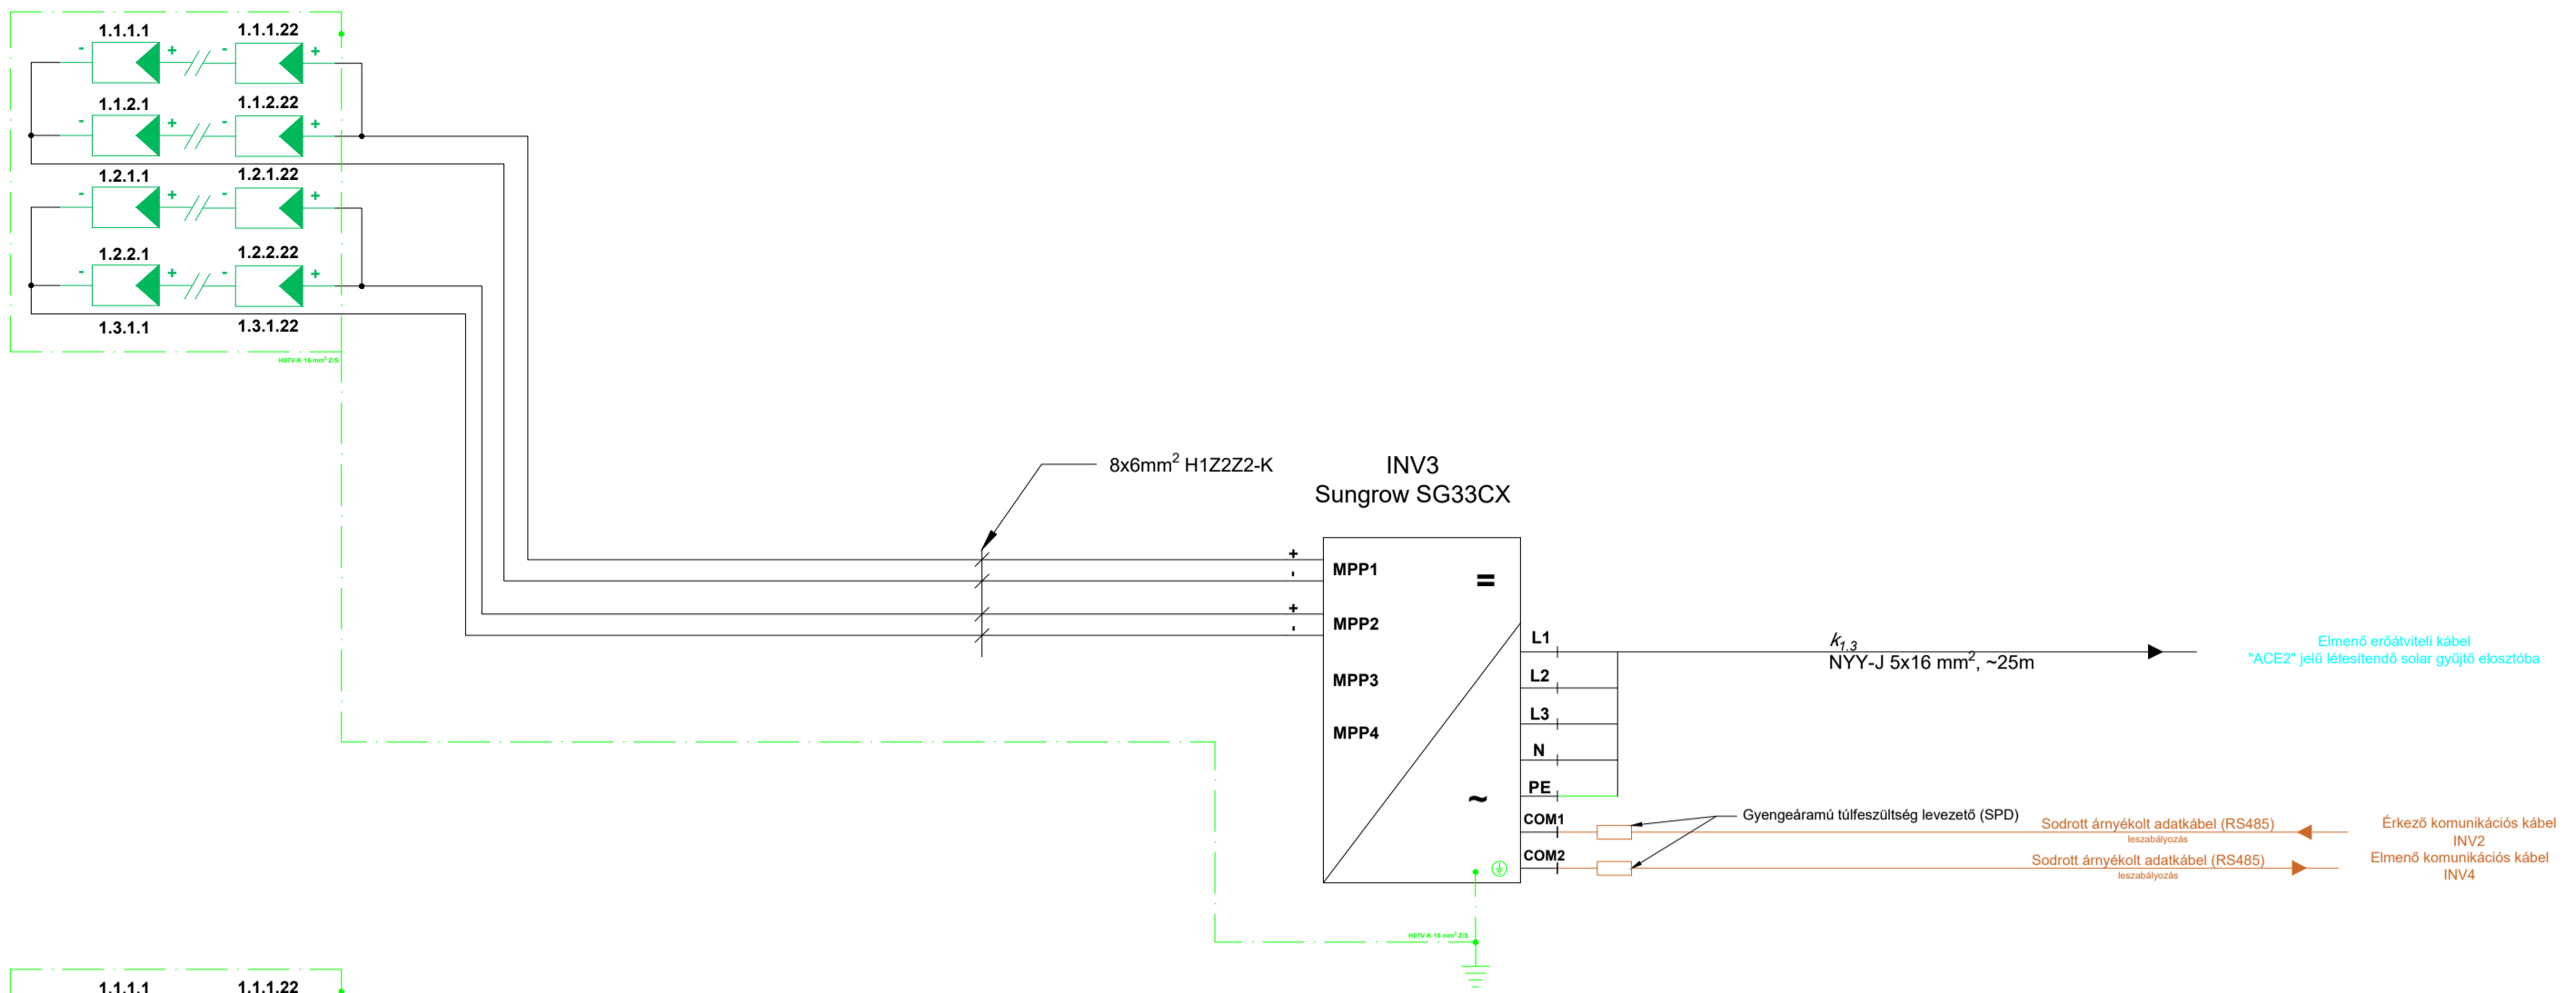 1.1.1.1 1.1.1.22
- + - +
1.1.2.1 1.1.2.22
- + - +
1.2.1.1 1.2.1.22
- + - +
1.2.2.1 1.2.2.22
- + - +
1.3.1.1 1.3.1.22
H07V-K 16 mm² Z/S
8x6mm² H1Z2Z2-K
INV3
Sungrow SG33CX
+
MPP1
-
+
MPP2
-
MPP3
MPP4
=
~
L1
L2
L3
N
PE
COM1
COM2
k1.3
NYY-J 5x16 mm², ~25m
Elmenő erőátviteli kábel
"ACE2" jelű létesítendő solar gyűjtő elosztóba
Gyengeáramú túlfeszültség levezető (SPD)
Sodrott árnyékolt adatkábel (RS485)
leszabályozás
Érkező komunikációs kábel
INV2
Sodrott árnyékolt adatkábel (RS485)
leszabályozás
Elmenő komunikációs kábel
INV4
H07V-K 16 mm² Z/S
1.1.1.1 1.1.1.22